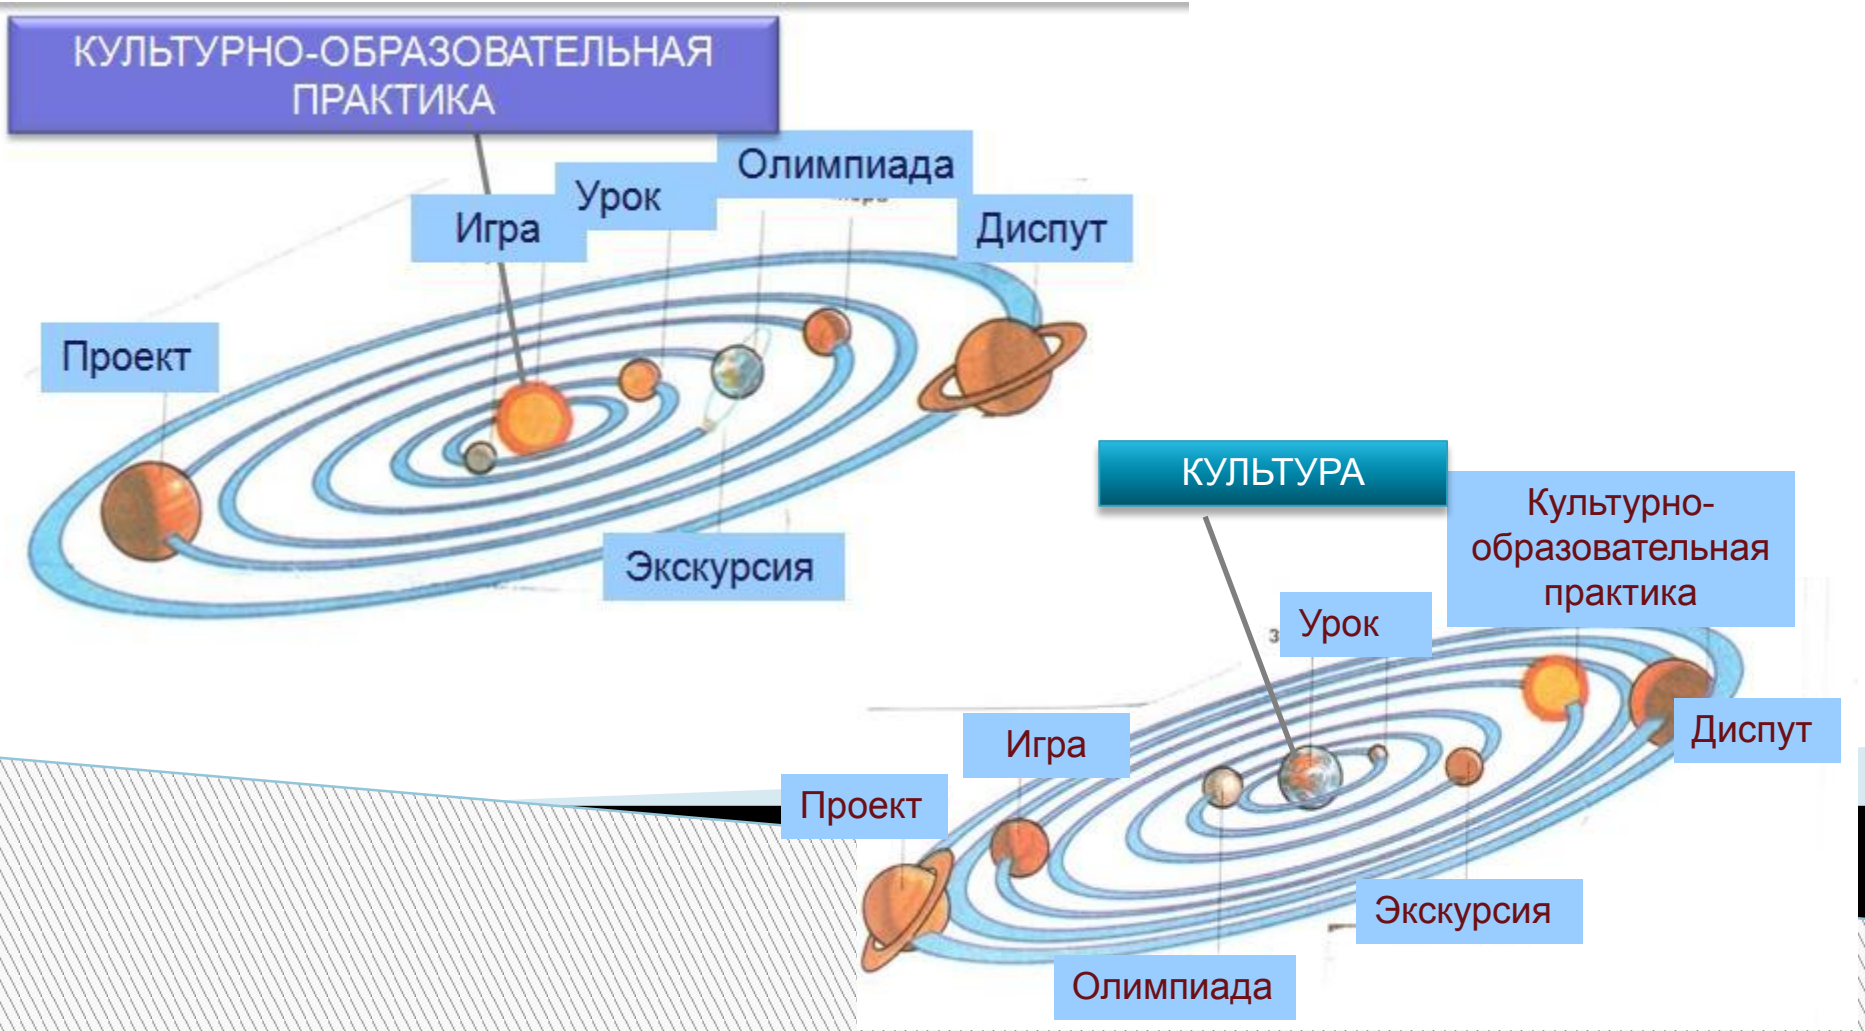 КУЛЬТУРНО-ОБРАЗОВАТЕЛЬНАЯ
ПРАКТИКА
Олимпиада
Урок
Игра
Диспут
Проект
Экскурсия
КУЛЬТУРА
Культурно-
образовательная
практика
Урок
Диспут
Игра
Проект
Экскурсия
Олимпиада